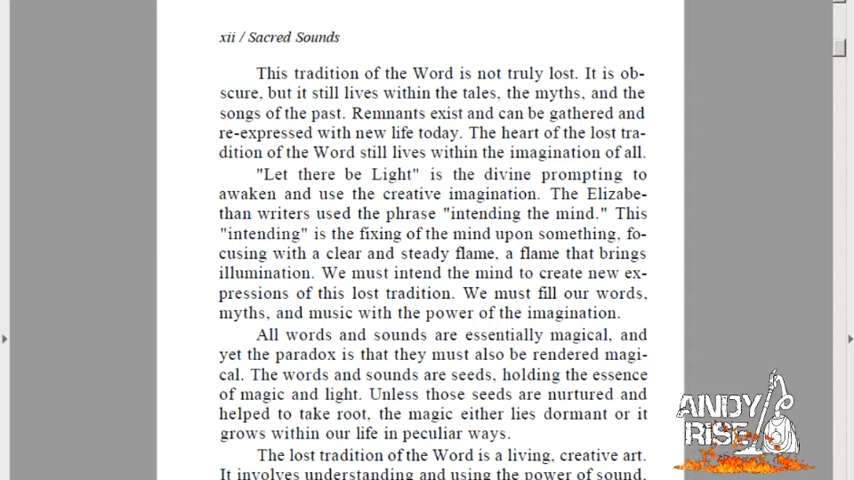 xii / Sacred Sounds
This tradition of the Word is not truly lost. It is ob-
scure, but it still lives within the tales, the myths, and the
songs of the past. Remnants exist and can be gathered and
re-expressed with new life today. The heart of the lost tra-
dition of the Word still lives within the imagination of all.
"Let there be Light" is the divine prompting to
awaken and use the creative imagination. The Elizabe-
than writers used the phrase "intending the mind." This
"intending" is the fixing of the mind upon something, fo-
cusing with a clear and steady flame, a flame that brings
illumination. We must intend the mind to create new ex-
pressions of this lost tradition. We must fill our words,
myths, and music with the power of the imagination.
All words and sounds are essentially magical, and
yet the paradox is that they must also be rendered magi-
cal. The words and sounds are seeds, holding the essence
of magic and light. Unless those seeds are nurtured and
helped to take root, the magic either lies dormant or it
grows within our life in peculiar ways.
The lost tradition of the Word is a living, creative art.
It involves understanding and using the power of sound,
ANDY
RISE